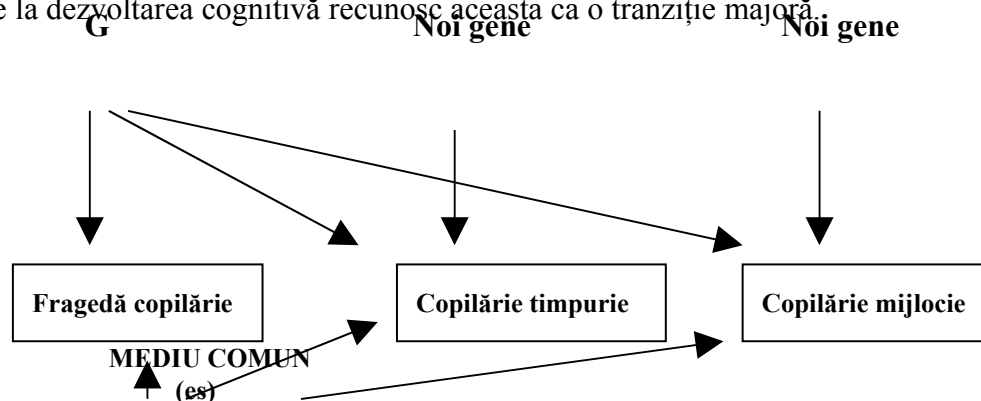 e la dezvoltarea cognitivă recunosc aceasta ca o tranziție majoră.
G Noi gene Noi gene
Fragedă copilărie Copilărie timpurie Copilărie mijlocie
MEDIU COMUN
(es)